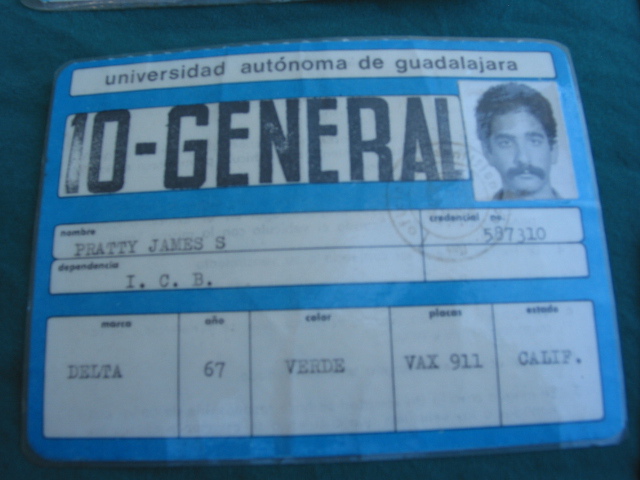 universidad autónoma de guadalajara
10-GENERAL
nombre
credencial no.
PRATTY JAMES S
587310
dependencia
I. C. B.
marca año color placas estado
DELTA 67 VERDE VAX 911 CALIF.